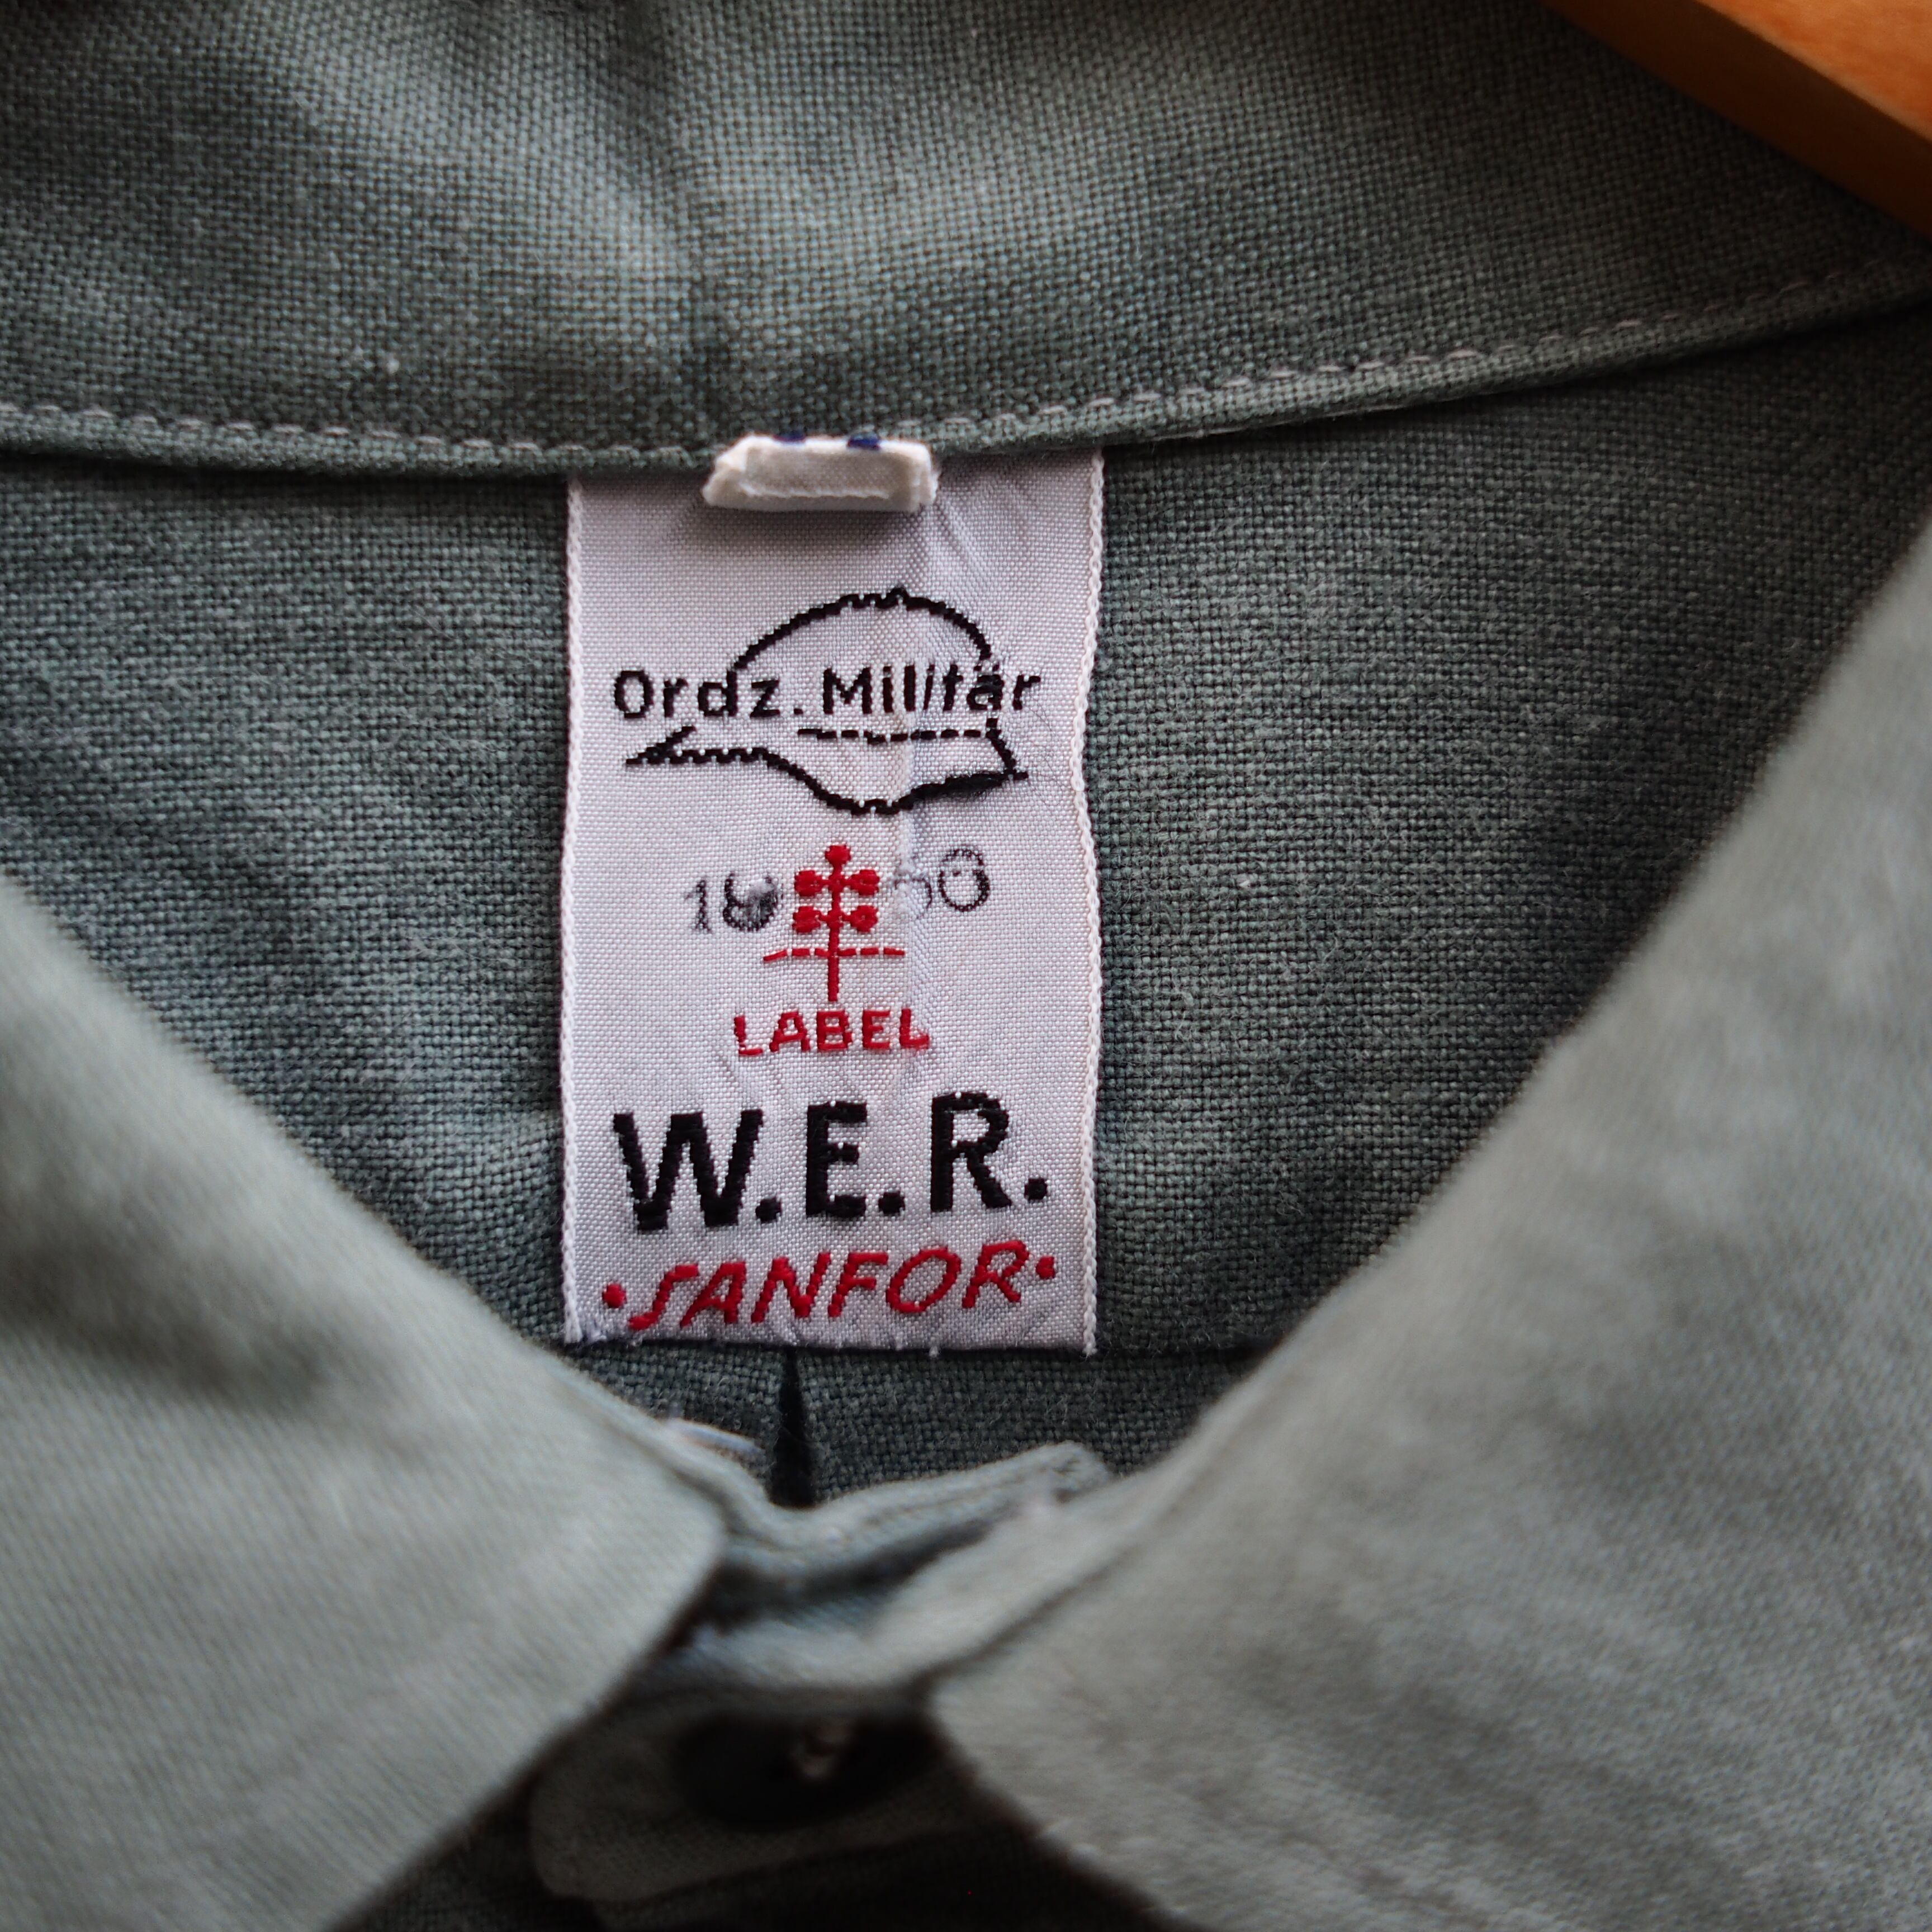 Ordz. Militär
LABEL
W.E.R.
•SANFOR•